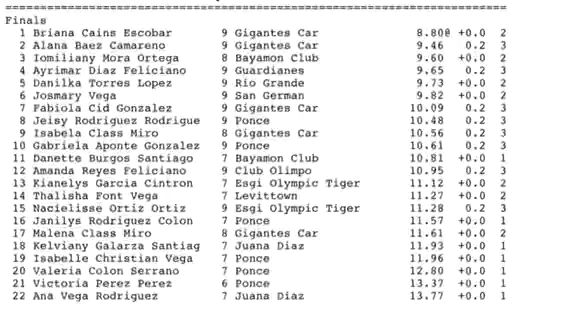 Finals
1 Briana Cains Escobar 9 Gigantes Car 8.80@ +0.0 2
2 Alana Baez Camareno 9 Gigantes Car 9.46 0.2 3
3 Iomiliany Mora Ortega 8 Bayamon Club 9.60 +0.0 2
4 Ayrimar Diaz Feliciano 9 Guardianes 9.65 0.2 3
5 Danilka Torres Lopez 9 Rio Grande 9.73 +0.0 2
6 Josmary Vega 9 San German 9.82 +0.0 2
7 Fabiola Cid Gonzalez 9 Gigantes Car 10.09 0.2 3
8 Jeisy Rodriguez Rodrigue 9 Ponce 10.48 0.2 3
9 Isabela Class Miro 8 Gigantes Car 10.56 0.2 3
10 Gabriela Aponte Gonzalez 9 Ponce 10.61 0.2 3
11 Danette Burgos Santiago 7 Bayamon Club 10.81 +0.0 1
12 Amanda Reyes Feliciano 9 Club Olimpo 10.95 0.2 3
13 Kianelys Garcia Cintron 7 Esgi Olympic Tiger 11.12 +0.0 2
14 Thalisha Font Vega 7 Levittown 11.27 +0.0 2
15 Nacielisse Ortiz Ortiz 9 Esgi Olympic Tiger 11.28 0.2 3
16 Janilys Rodriguez Colon 7 Ponce 11.57 +0.0 1
17 Malena Class Miro 8 Gigantes Car 11.61 +0.0 2
18 Kelviany Galarza Santiag 7 Juana Diaz 11.93 +0.0 1
19 Isabelle Christian Vega 7 Ponce 11.96 +0.0 1
20 Valeria Colon Serrano 7 Ponce 12.80 +0.0 1
21 Victoria Perez Perez 6 Ponce 13.37 +0.0 1
22 Ana Vega Rodriguez 7 Juana Diaz 13.77 +0.0 1